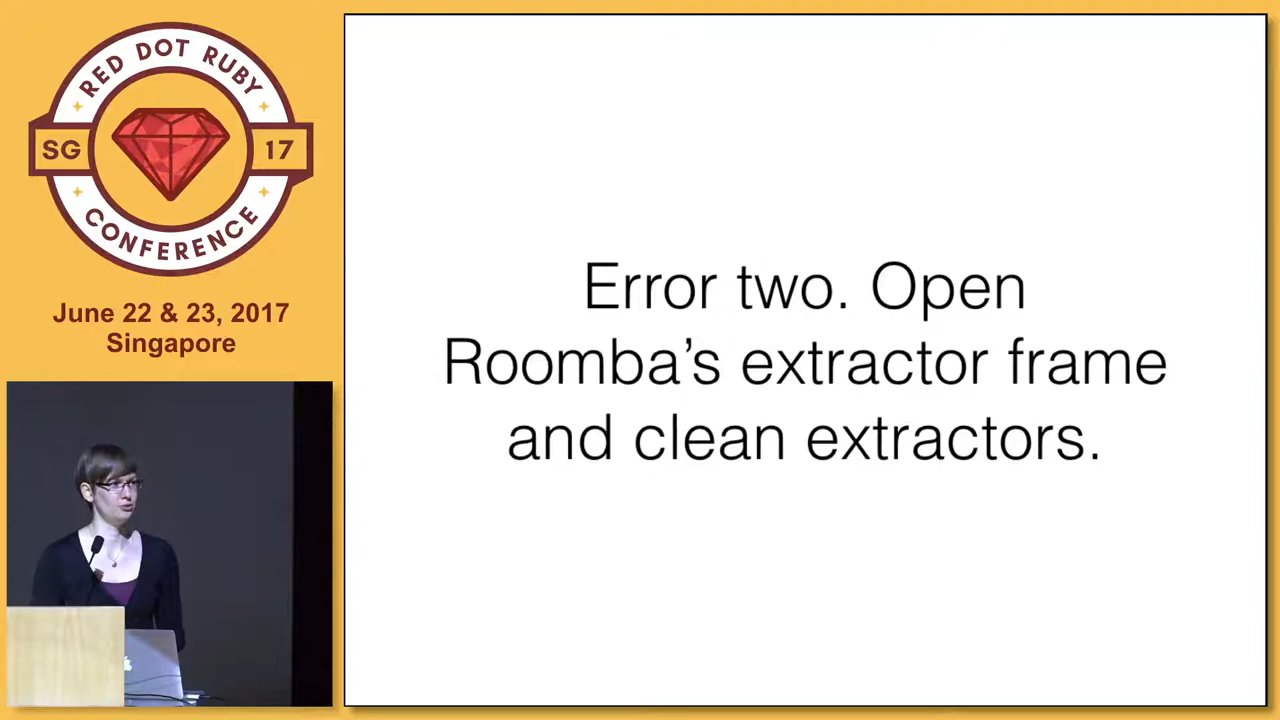 RED DOT RUBY
SG 17
CONFERENCE
June 22 & 23, 2017
Singapore
Error two. Open
Roomba’s extractor frame
and clean extractors.